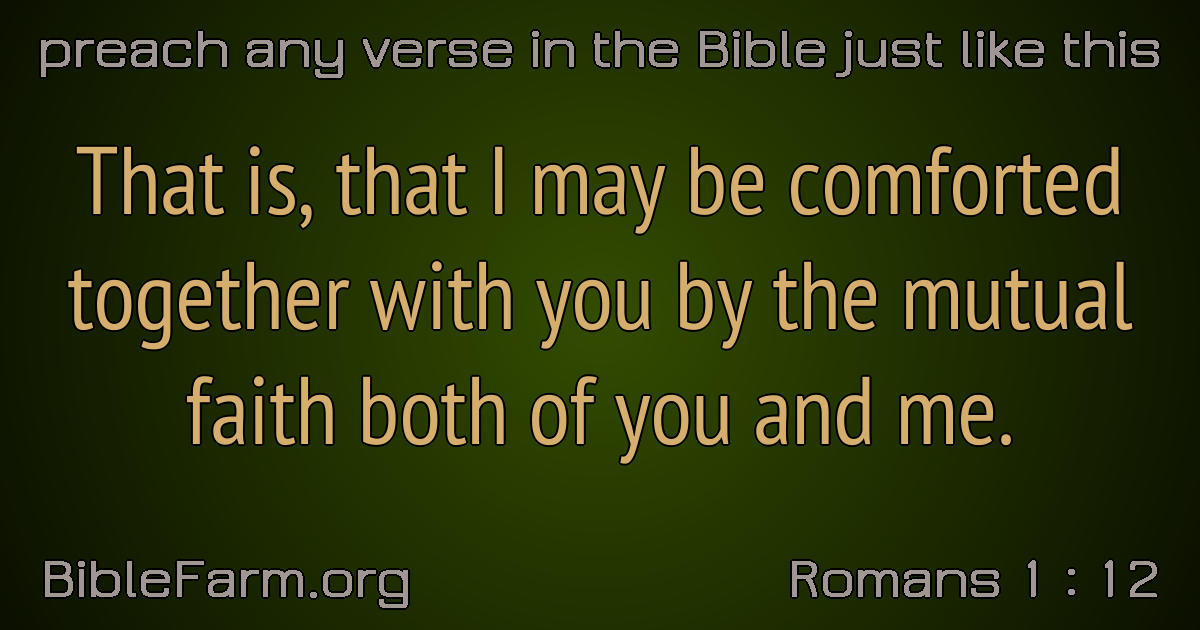 preach any verse in the Bible just like this
That is, that I may be comforted
together with you by the mutual
faith both of you and me.
BibleFarm.org
Romans 1 : 12